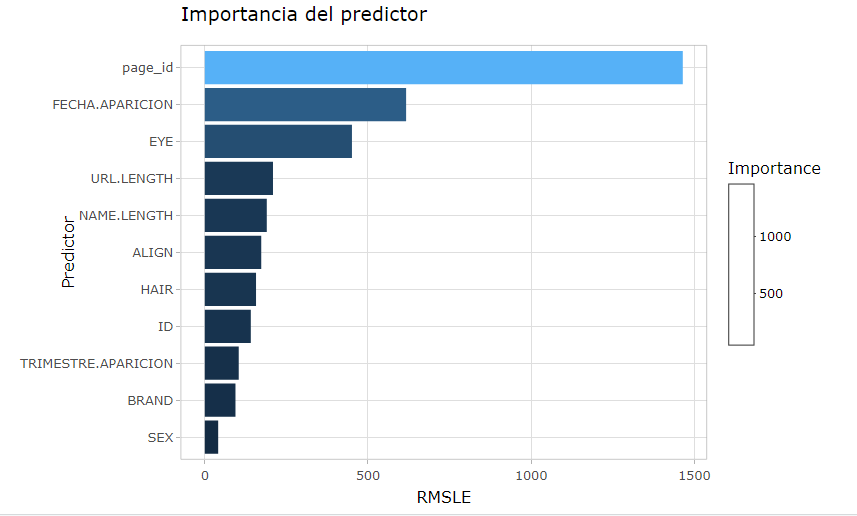 Importancia del predictor
page_id
FECHA.APARICION
EYE
URL.LENGTH
NAME.LENGTH
ALIGN
HAIR
ID
TRIMESTRE.APARICION
BRAND
SEX
Predictor
0
500
1000
1500
RMSLE
Importance
1000
500